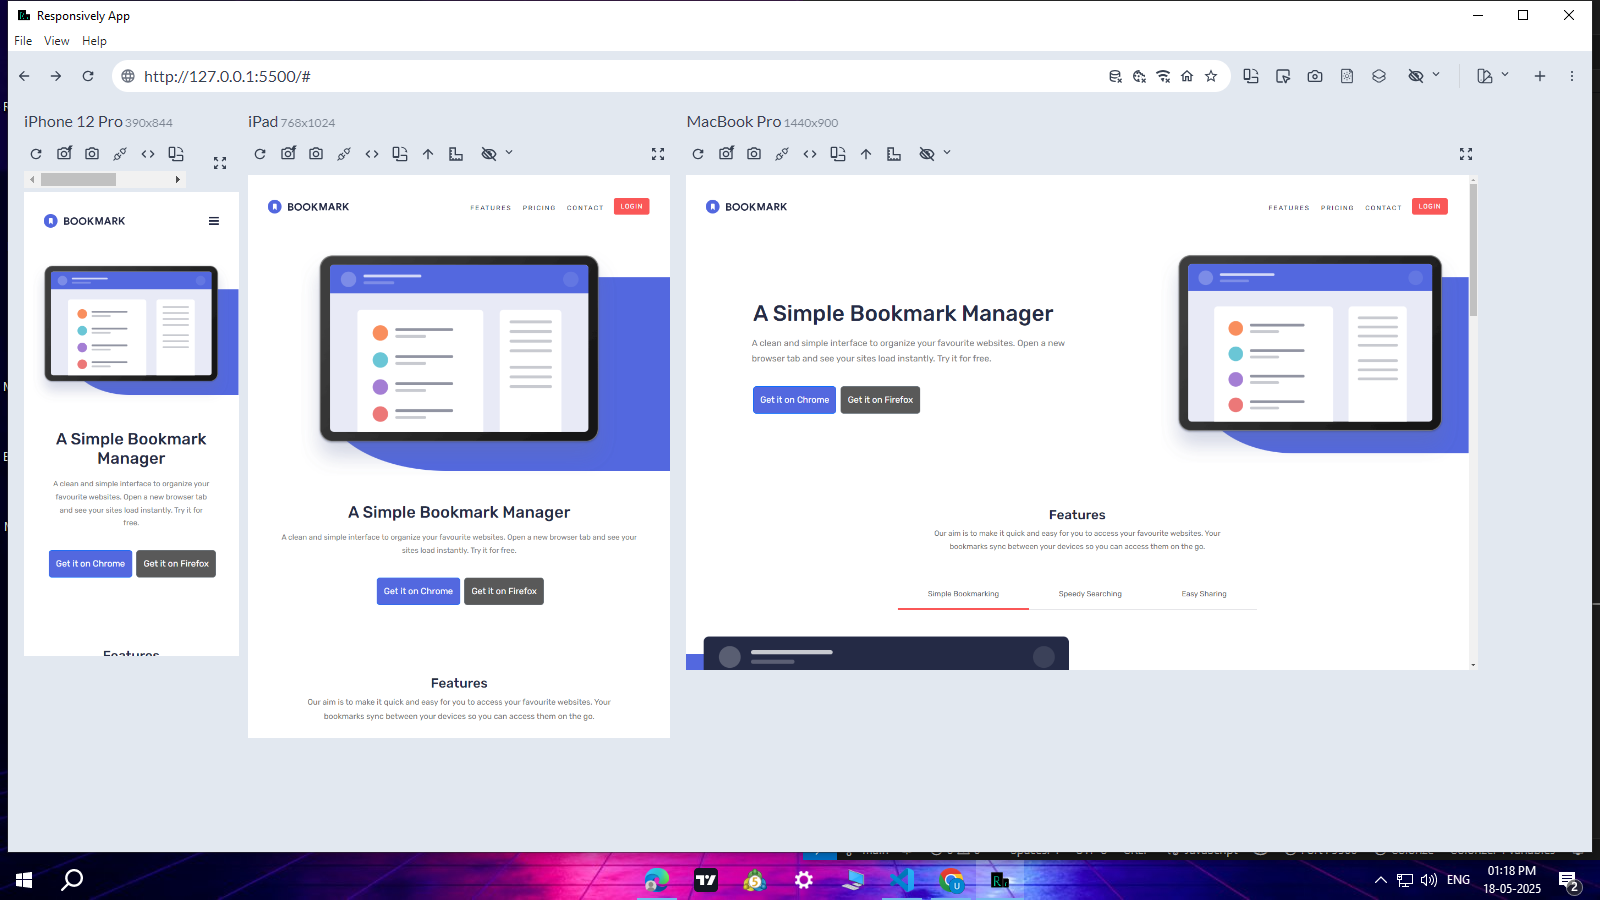 Responsively App
File View Help
http://127.0.0.1:5500/#
iPhone 12 Pro 390x844
BOOKMARK
A Simple Bookmark
Manager
A clean and simple interface to organize your
favourite websites. Open a new browser tab
and see your sites load instantly. Try it for
free.
Get it on Chrome Get it on Firefox
Features
iPad 768x1024
BOOKMARK FEATURES PRICING CONTACT LOGIN
A Simple Bookmark Manager
A clean and simple interface to organize your favourite websites. Open a new browser tab and see your
sites load instantly. Try it for free.
Get it on Chrome Get it on Firefox
Features
Our aim is to make it quick and easy for you to access your favourite websites. Your
bookmarks sync between your devices so you can access them on the go.
MacBook Pro 1440x900
BOOKMARK FEATURES PRICING CONTACT LOGIN
A Simple Bookmark Manager
A clean and simple interface to organize your favourite websites. Open a new
browser tab and see your sites load instantly. Try it for free.
Get it on Chrome Get it on Firefox
Features
Our aim is to make it quick and easy for you to access your favourite websites. Your
bookmarks sync between your devices so you can access them on the go.
Simple Bookmarking Speedy Searching Easy Sharing
ENG
01:18 PM
18-05-2025
2